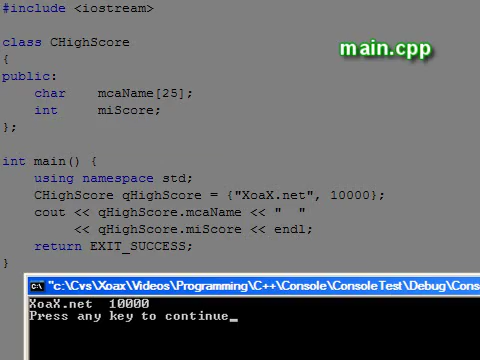 #include <iostream>
class CHighScore
main.cpp
{
public:
char mcaName[25];
int miScore;
};
int main() {
using namespace std;
CHighScore qHighScore = {"XoaX.net", 10000};
cout << qHighScore.mcaName << "  "
<< qHighScore.miScore << endl;
return EXIT_SUCCESS;
}
"c:\Cvs\Xoax\Videos\Programming\C++\Console\ConsoleTest\Debug\Cons
XoaX.net  10000
Press any key to continue_